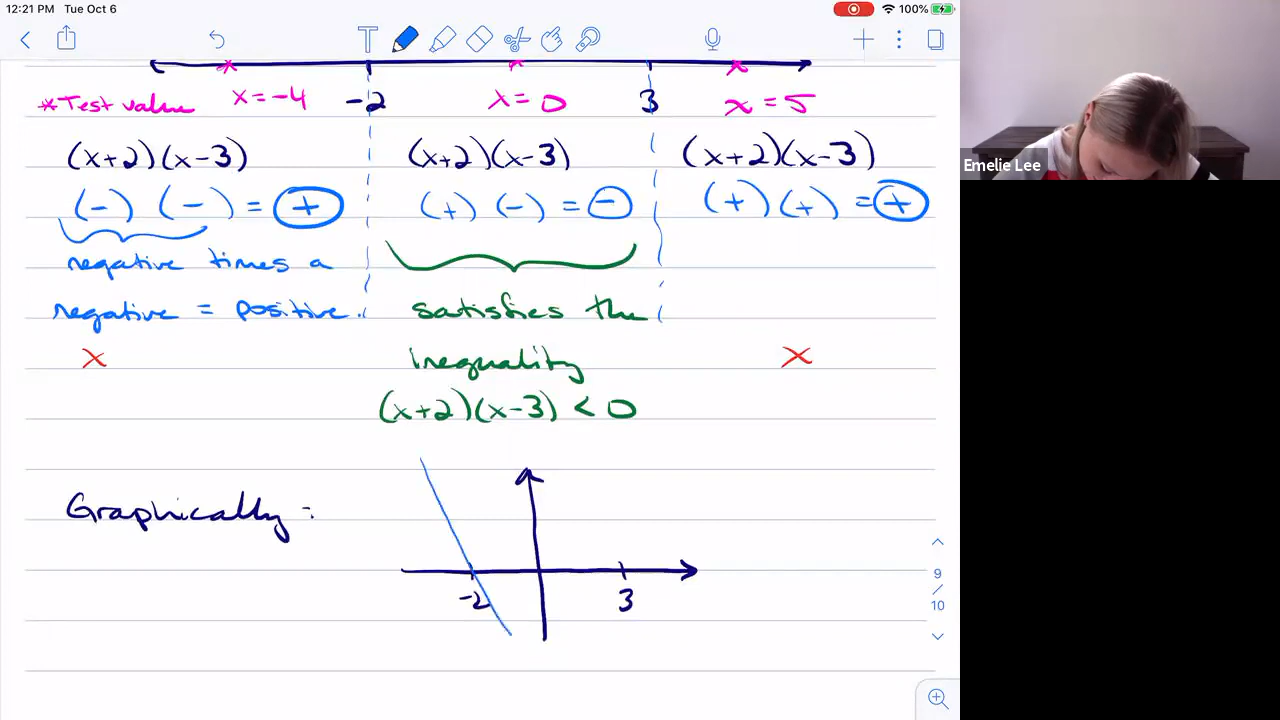 12:21 PM Tue Oct 6
100%
T
*Test value x=-4 -2 x=0 3 x=5
(x+2)(x-3) (x+2)(x-3) (x+2)(x-3)
(-) (-) = + (+) (-) = - (+) (+) = +
negative times a
negative = positive.
satisfies the
inequality
(x+2)(x-3) < 0
x x
Graphically:
-2 3
9
/
10
Emelie Lee